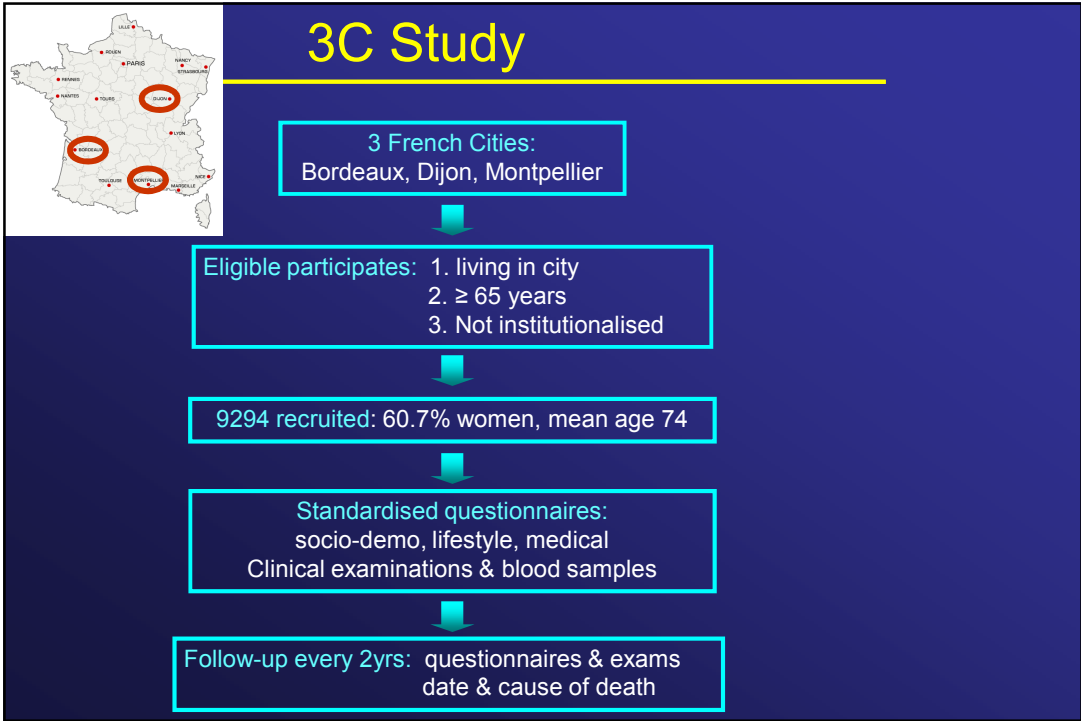 3C Study
LILLE
ROUEN
PARIS
NANCY
STRASBOURG
RENNES
NANTES
TOURS
DIJON
LYON
BORDEAUX
TOULOUSE
MONTPELLIER
MARSEILLE
NICE
3 French Cities:
Bordeaux, Dijon, Montpellier
Eligible participates: 1. living in city
2. ≥ 65 years
3. Not institutionalised
9294 recruited: 60.7% women, mean age 74
Standardised questionnaires:
socio-demo, lifestyle, medical
Clinical examinations & blood samples
Follow-up every 2yrs: questionnaires & exams
date & cause of death